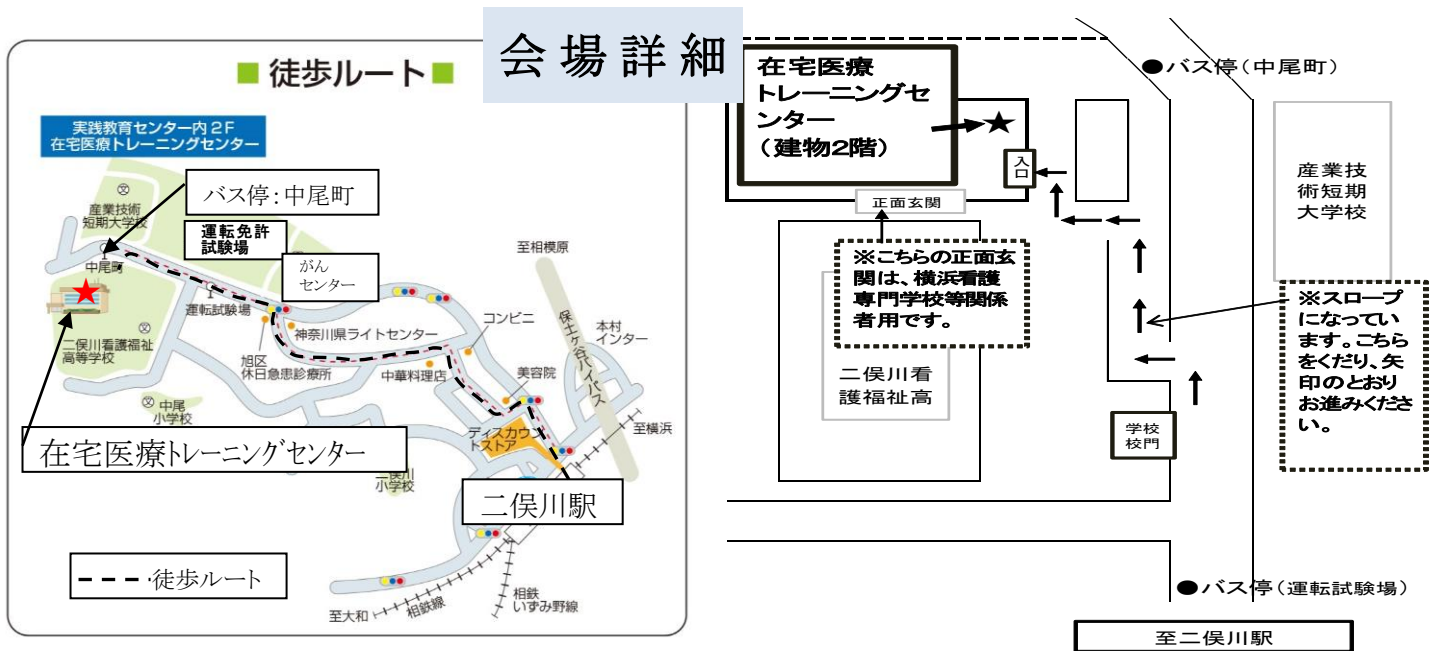 会場詳細
■ 徒歩ルート ■
実践教育センター内2F
在宅医療トレーニングセンター
バス停:中尾町
産業技術
短期大学校
運転免許
試験場
がん
センター
中尾町
至相模原
運転試験場
神奈川県ライトセンター
コンビニ
本村
インター
保土ヶ谷バイパス
二俣川看護福祉
高等学校
旭区
休日急患診療所
中華料理店
美容院
中尾
小学校
ディスカウン
トストア
至横浜
在宅医療トレーニングセンター
二俣川
小学校
二俣川駅
徒歩ルート
至大和
相鉄線
相鉄
いずみ野線
在宅医療
トレーニングセ
ンター
(建物2階)
入口
正面玄関
●バス停(中尾町)
産業技
術短期
大学校
※こちらの正面玄
関は、横浜看護
専門学校等関係
者用です。
二俣川看
護福祉高
※スロープ
になってい
ます。こちら
をくだり、矢
印のとおり
お進みくださ
い。
学校
校門
●バス停(運転試験場)
至二俣川駅